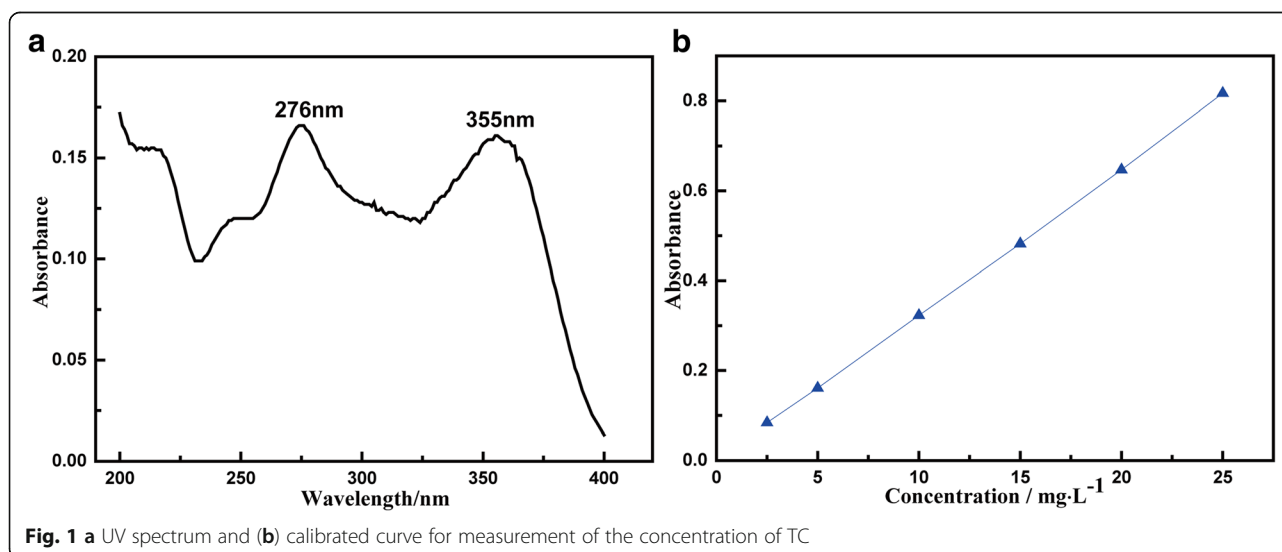 a
b
0.20
0.15
0.10
0.05
0.00
Absorbance
276nm
355nm
200 250 300 350 400
Wavelength/nm
0.8
0.6
0.4
0.2
0.0
Absorbance
0 5 10 15 20 25
Concentration / mg·L⁻¹
Fig. 1 a UV spectrum and (b) calibrated curve for measurement of the concentration of TC